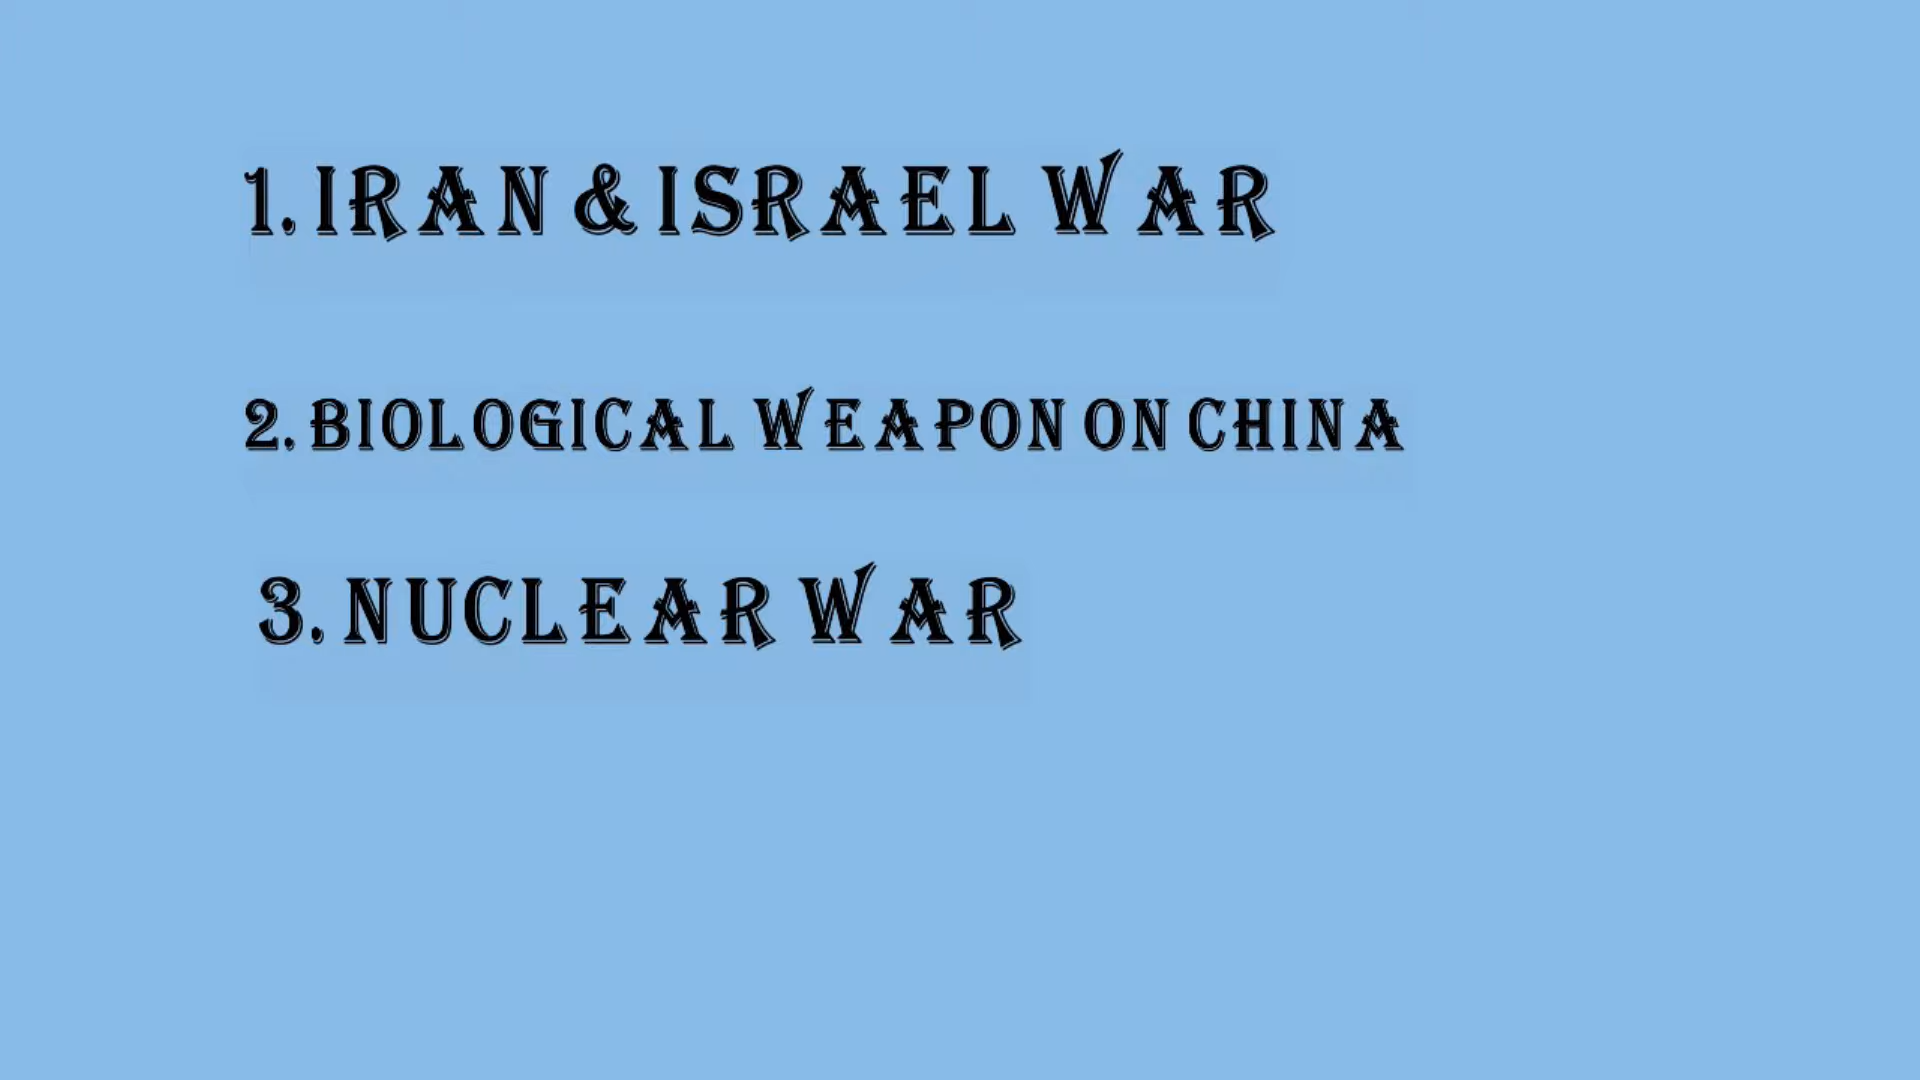 1. IRAN & ISRAEL WAR
2. BIOLOGICAL WEAPON ON CHINA
3. NUCLEAR WAR